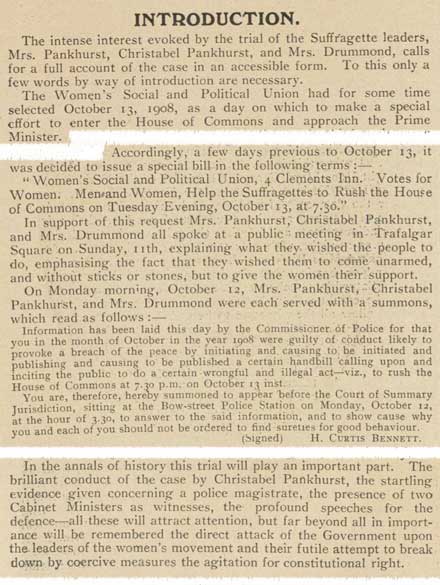 INTRODUCTION.
The intense interest evoked by the trial of the Suffragette leaders,
Mrs. Pankhurst, Christabel Pankhurst, and Mrs. Drummond, calls
for a full account of the case in an accessible form. To this only a
few words by way of introduction are necessary.
The Women's Social and Political Union had for some time
selected October 13, 1908, as a day on which to make a special
effort to enter the House of Commons and approach the Prime
Minister.
Accordingly, a few days previous to October 13, it
was decided to issue a special bill in the following terms:—
"Women's Social and Political Union, 4 Clements Inn. Votes for
Women. Men and Women, Help the Suffragettes to Rush the House
of Commons on Tuesday Evening, October 13, at 7.30."
In support of this request Mrs. Pankhurst, Christabel Pankhurst,
and Mrs. Drummond all spoke at a public meeting in Trafalgar
Square on Sunday, 11th, explaining what they wished the people to
do, emphasising the fact that they wished them to come unarmed,
and without sticks or stones, but to give the women their support.
On Monday morning, October 12, Mrs. Pankhurst, Christabel
Pankhurst, and Mrs. Drummond were each served with a summons,
which read as follows:—
Information has been laid this day by the Commissioner of Police for that
you in the month of October in the year 1908 were guilty of conduct likely to
provoke a breach of the peace by initiating and causing to be initiated and
publishing and causing to be published a certain handbill calling upon and
inciting the public to do a certain wrongful and illegal act—viz., to rush the
House of Commons at 7.30 p.m. on October 13 inst.
You are, therefore, hereby summoned to appear before the Court of Summary
Jurisdiction, sitting at the Bow-street Police Station on Monday, October 12,
at the hour of 3.30, to answer to the said information, and to show cause why
you and each of you should not be ordered to find sureties for good behaviour.
(Signed) H. CURTIS BENNETT.
In the annals of history this trial will play an important part. The
brilliant conduct of the case by Christabel Pankhurst, the startling
evidence given concerning a police magistrate, the presence of two
Cabinet Ministers as witnesses, the profound speeches for the
defence—all these will attract attention, but far beyond all in import-
ance will be remembered the direct attack of the Government upon
the leaders of the women's movement and their futile attempt to break
down by coercive measures the agitation for constitutional right.